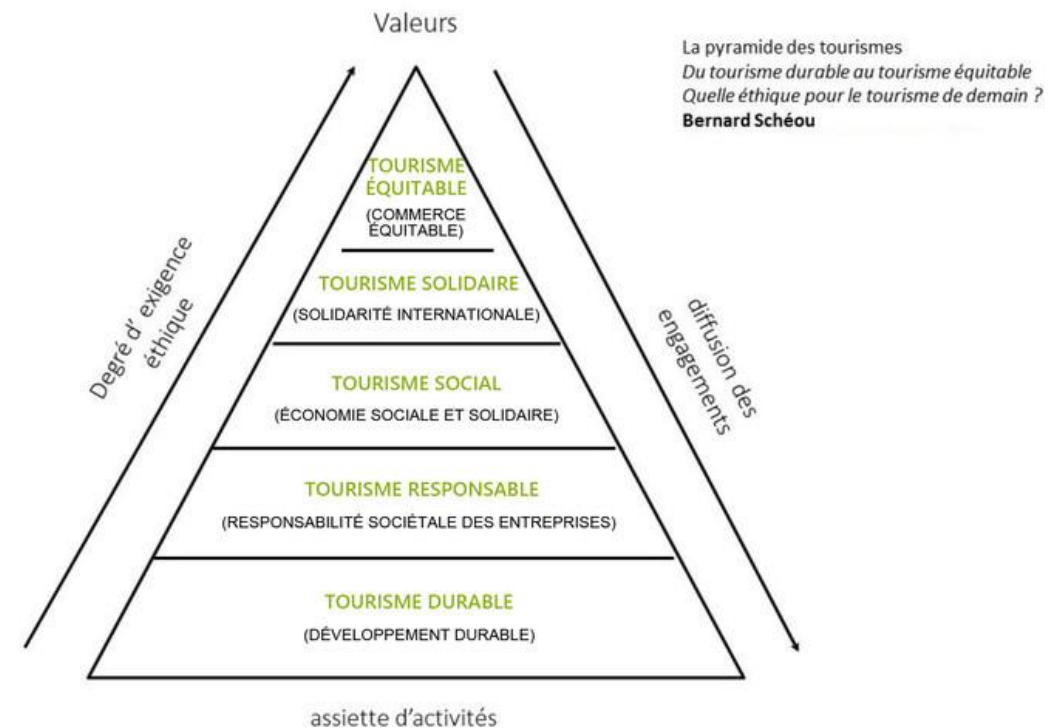 Valeurs
La pyramide des tourismes
Du tourisme durable au tourisme équitable
Quelle éthique pour le tourisme de demain ?
Bernard Schéou
TOURISME
ÉQUITABLE
(COMMERCE
ÉQUITABLE)
TOURISME SOLIDAIRE
(SOLIDARITÉ INTERNATIONALE)
TOURISME SOCIAL
(ÉCONOMIE SOCIALE ET SOLIDAIRE)
TOURISME RESPONSABLE
(RESPONSABILITÉ SOCIÉTALE DES ENTREPRISES)
TOURISME DURABLE
(DÉVELOPPEMENT DURABLE)
Degré d’ exigence
éthique
diffusion des
engagements
assiette d’activités